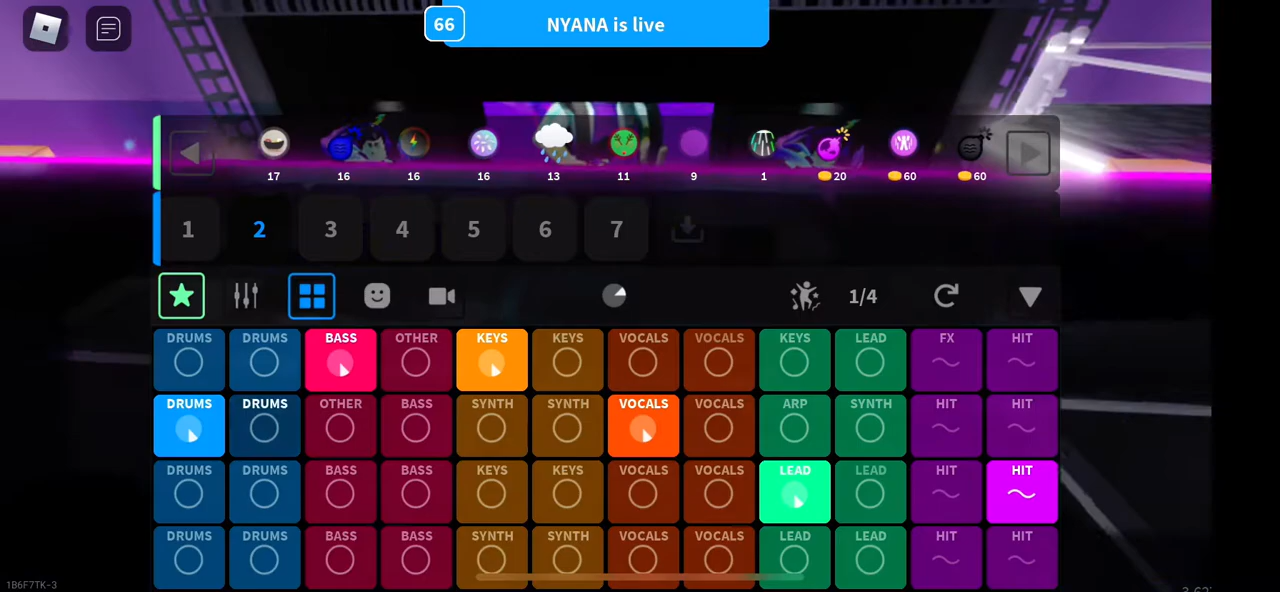 66 NYANA is live
17 16 16 16 13 11 9 1 20 60 60
1 2 3 4 5 6 7
1/4
DRUMS DRUMS BASS OTHER KEYS KEYS VOCALS VOCALS KEYS LEAD FX HIT
DRUMS DRUMS OTHER BASS SYNTH SYNTH VOCALS VOCALS ARP SYNTH HIT HIT
DRUMS DRUMS BASS BASS KEYS KEYS VOCALS VOCALS LEAD LEAD HIT HIT
DRUMS DRUMS BASS BASS SYNTH SYNTH VOCALS VOCALS LEAD LEAD HIT HIT
1B6F7TK-3